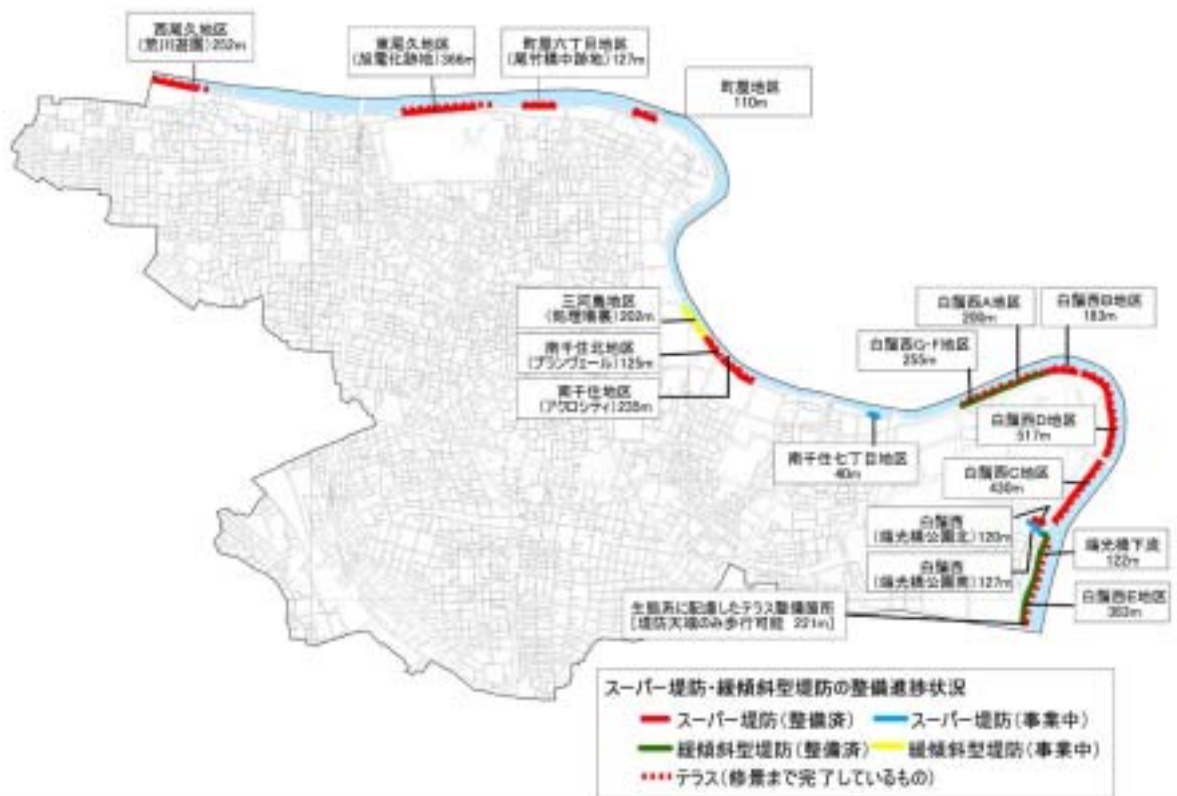 西尾久地区
(荒川遊園)252m
東尾久地区
(旭電化跡地)366m
町屋六丁目地区
(尾竹橋中跡地)127m
町屋地区
110m
三河島地区
(処理場裏)202m
南千住北地区
(ブランヴェール)125m
南千住地区
(アクロシティ)235m
白鬚西A地区
白鬚西B地区
183m
白鬚西G-F地区
255m
白鬚西D地区
517m
南千住七丁目地区
40m
白鬚西C地区
430m
白鬚西
(瑞光橋公園北)120m
白鬚西
(瑞光橋公園南)127m
瑞光橋下流
122m
白鬚西E地区
363m
生態系に配慮したテラス整備箇所
[堤防天端のみ歩行可能 221m]
スーパー堤防・緩傾斜型堤防の整備進捗状況
スーパー堤防(整備済)
スーパー堤防(事業中)
緩傾斜型堤防(整備済)
緩傾斜型堤防(事業中)
テラス(修景まで完了しているもの)